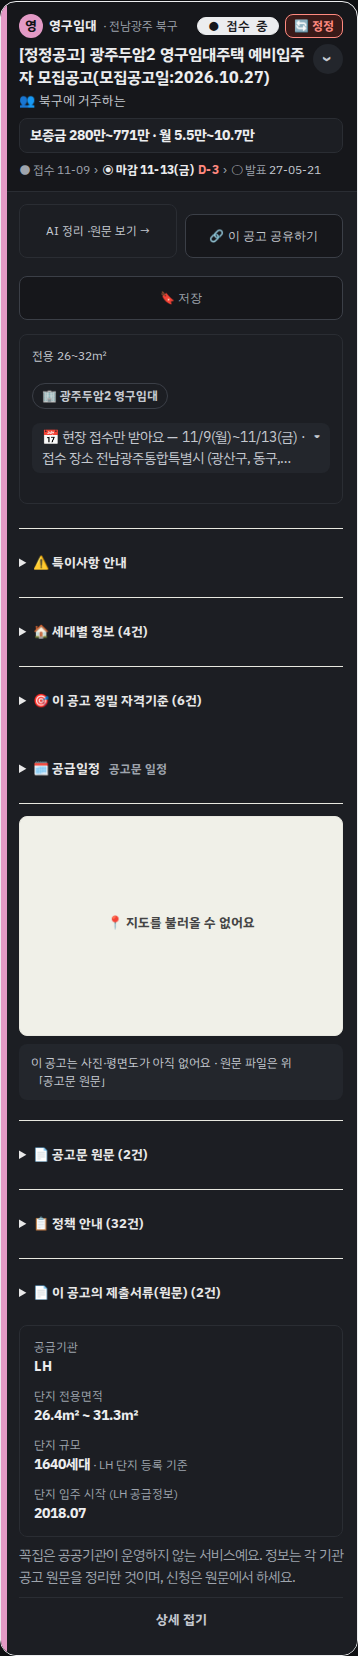 영 영구임대 · 전남광주 북구 ● 접수 중 🔄 정정
[정정공고] 광주두암2 영구임대주택 예비입주
자 모집공고(모집공고일:2026.10.27)
👥 북구에 거주하는
보증금 280만~771만 · 월 5.5만~10.7만
● 접수 11-09 › ◉ 마감 11-13(금) D-3 › ○ 발표 27-05-21
AI 정리 ·원문 보기 →
🔗 이 공고 공유하기
🔖 저장
전용 26~32m²
🏢 광주두암2 영구임대
📅 현장 접수만 받아요 — 11/9(월)~11/13(금) ·
접수 장소 전남광주통합특별시 (광산구, 동구,...
▶ ⚠️ 특이사항 안내
▶ 🏠 세대별 정보 (4건)
▶ 🎯 이 공고 정밀 자격기준 (6건)
▶ 🗓️ 공급일정 공고문 일정
📍 지도를 불러올 수 없어요
이 공고는 사진·평면도가 아직 없어요 · 원문 파일은 위
「공고문 원문」
▶ 📄 공고문 원문 (2건)
▶ 📋 정책 안내 (32건)
▶ 📄 이 공고의 제출서류(원문) (2건)
공급기관
LH
단지 전용면적
26.4m² ~ 31.3m²
단지 규모
1640세대 · LH 단지 등록 기준
단지 입주 시작 (LH 공급정보)
2018.07
꼭집은 공공기관이 운영하지 않는 서비스예요. 정보는 각 기관
공고 원문을 정리한 것이며, 신청은 원문에서 하세요.
상세 접기